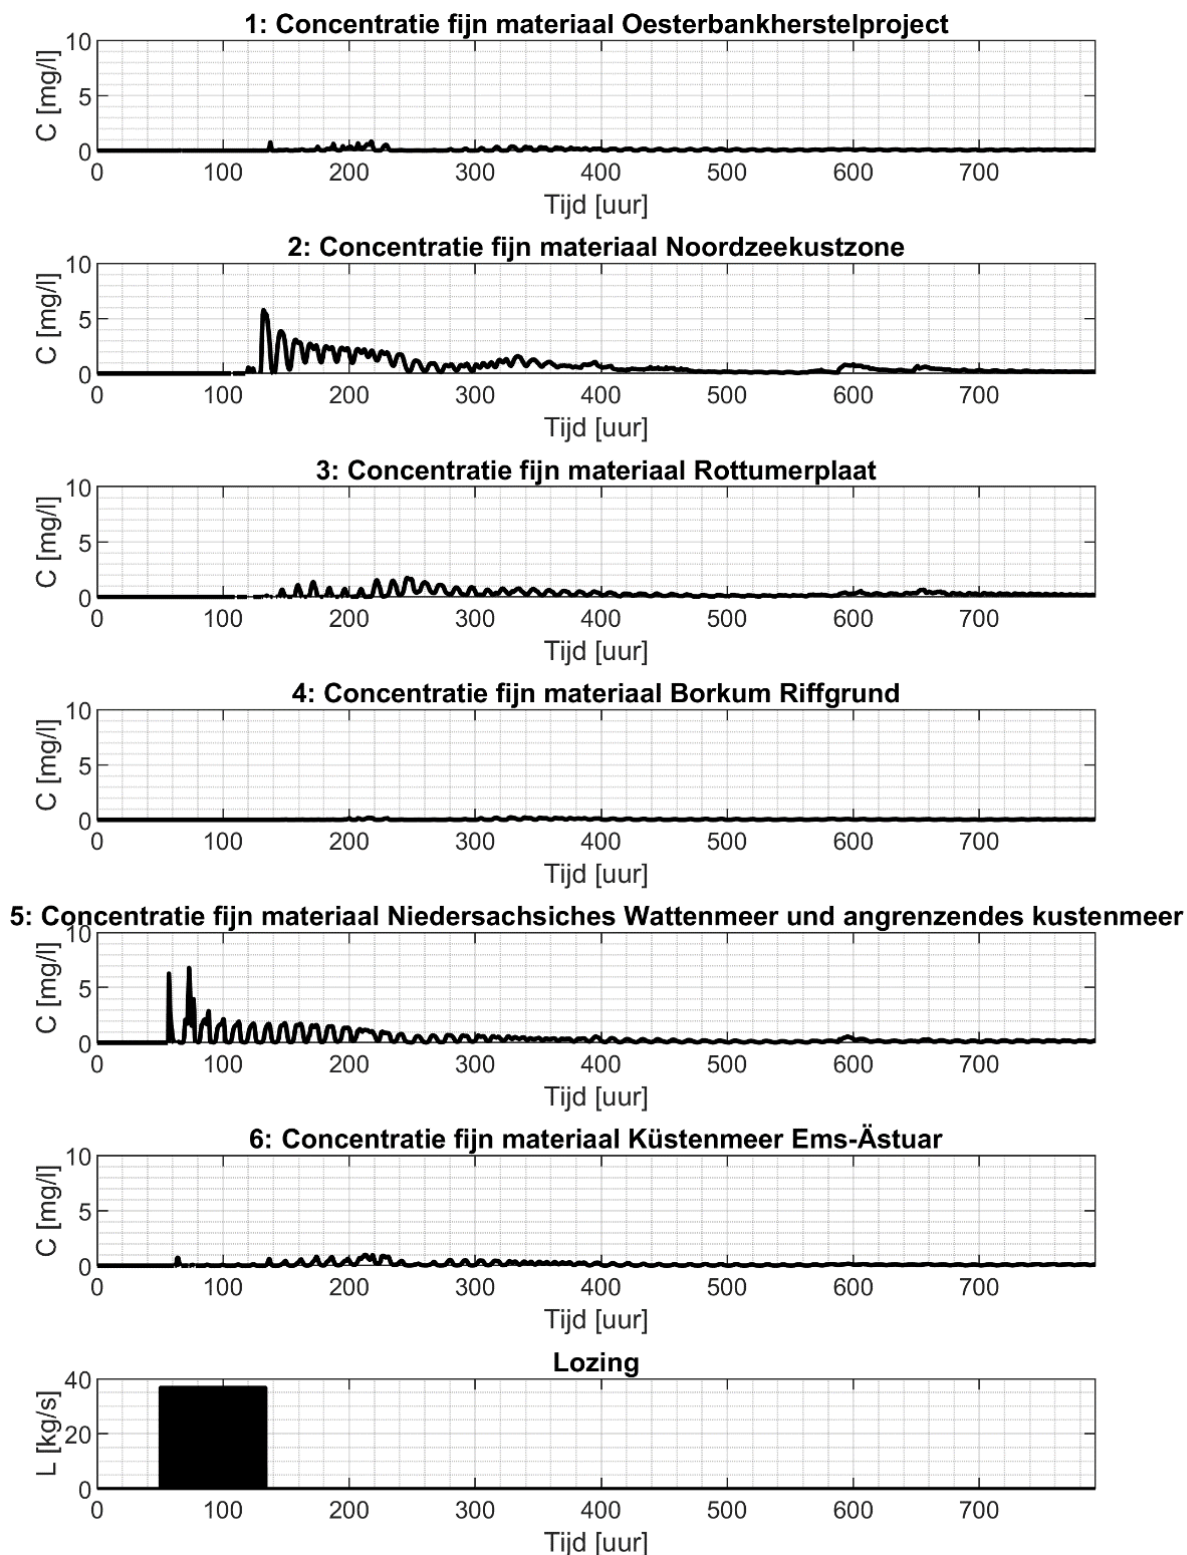 1: Concentratie fijn materiaal Oesterbankherstelproject
10
5
0
C [mg/l]
0 100 200 300 400 500 600 700
Tijd [uur]
2: Concentratie fijn materiaal Noordzeekustzone
10
5
0
C [mg/l]
0 100 200 300 400 500 600 700
Tijd [uur]
3: Concentratie fijn materiaal Rottumerplaat
10
5
0
C [mg/l]
0 100 200 300 400 500 600 700
Tijd [uur]
4: Concentratie fijn materiaal Borkum Riffgrund
10
5
0
C [mg/l]
0 100 200 300 400 500 600 700
Tijd [uur]
5: Concentratie fijn materiaal Niedersachsiches Wattenmeer und angrenzendes kustenmeer
10
5
0
C [mg/l]
0 100 200 300 400 500 600 700
Tijd [uur]
6: Concentratie fijn materiaal Küstenmeer Ems-Ästuar
10
5
0
C [mg/l]
0 100 200 300 400 500 600 700
Tijd [uur]
Lozing
40
20
0
L [kg/s]
0 100 200 300 400 500 600 700
Tijd [uur]